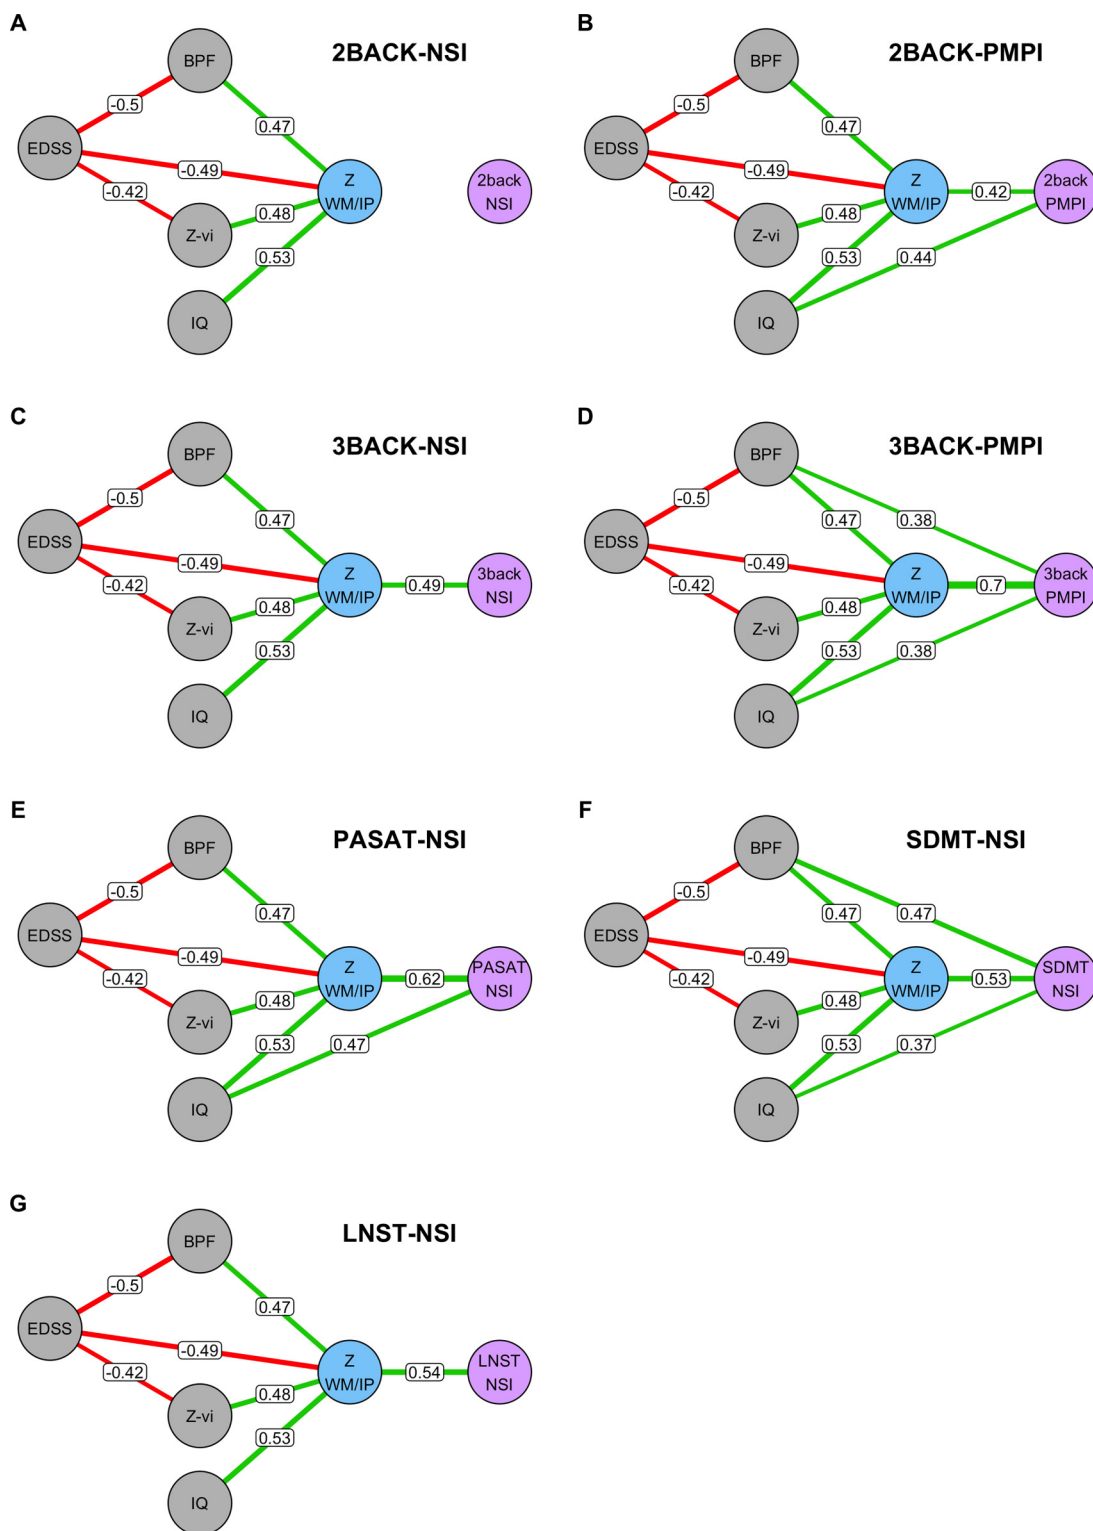 A
2BACK-NSI
BPF
-0.5
0.47
EDSS
-0.49
-0.42
Z
WM/IP
2back
NSI
0.48
Z-vi
0.53
IQ
B
2BACK-PMPI
BPF
-0.5
0.47
EDSS
-0.49
-0.42
Z
WM/IP
0.42
2back
PMPI
0.48
Z-vi
0.53
0.44
IQ
C
3BACK-NSI
BPF
-0.5
0.47
EDSS
-0.49
-0.42
Z
WM/IP
0.49
3back
NSI
0.48
Z-vi
0.53
IQ
D
3BACK-PMPI
BPF
-0.5
0.47
0.38
EDSS
-0.49
-0.42
Z
WM/IP
0.7
3back
PMPI
0.48
Z-vi
0.53
0.38
IQ
E
PASAT-NSI
BPF
-0.5
0.47
EDSS
-0.49
-0.42
Z
WM/IP
0.62
PASAT
NSI
0.48
Z-vi
0.53
0.47
IQ
F
SDMT-NSI
BPF
-0.5
0.47
0.47
EDSS
-0.49
-0.42
Z
WM/IP
0.53
SDMT
NSI
0.48
Z-vi
0.53
0.37
IQ
G
LNST-NSI
BPF
-0.5
0.47
EDSS
-0.49
-0.42
Z
WM/IP
0.54
LNST
NSI
0.48
Z-vi
0.53
IQ